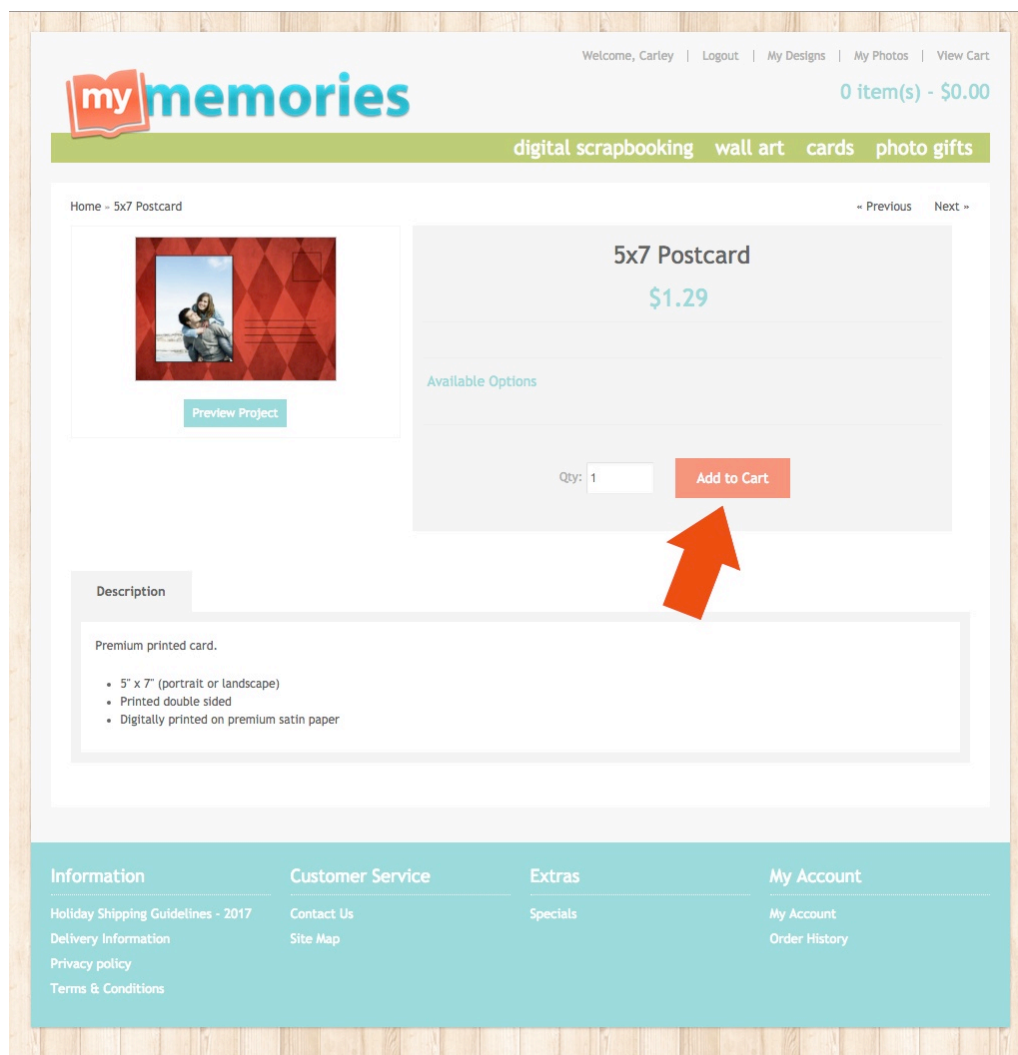 Welcome, Carley | Logout | My Designs | My Photos | View Cart
my memories
0 item(s) - $0.00
digital scrapbooking wall art cards photo gifts
Home » 5x7 Postcard
« Previous Next »
5x7 Postcard
$1.29
Preview Project
Available Options
Qty: 1 Add to Cart
Description
Premium printed card.
• 5" x 7" (portrait or landscape)
• Printed double sided
• Digitally printed on premium satin paper
Information Customer Service Extras My Account
Holiday Shipping Guidelines - 2017 Contact Us Specials My Account
Delivery Information Site Map Order History
Privacy policy
Terms & Conditions